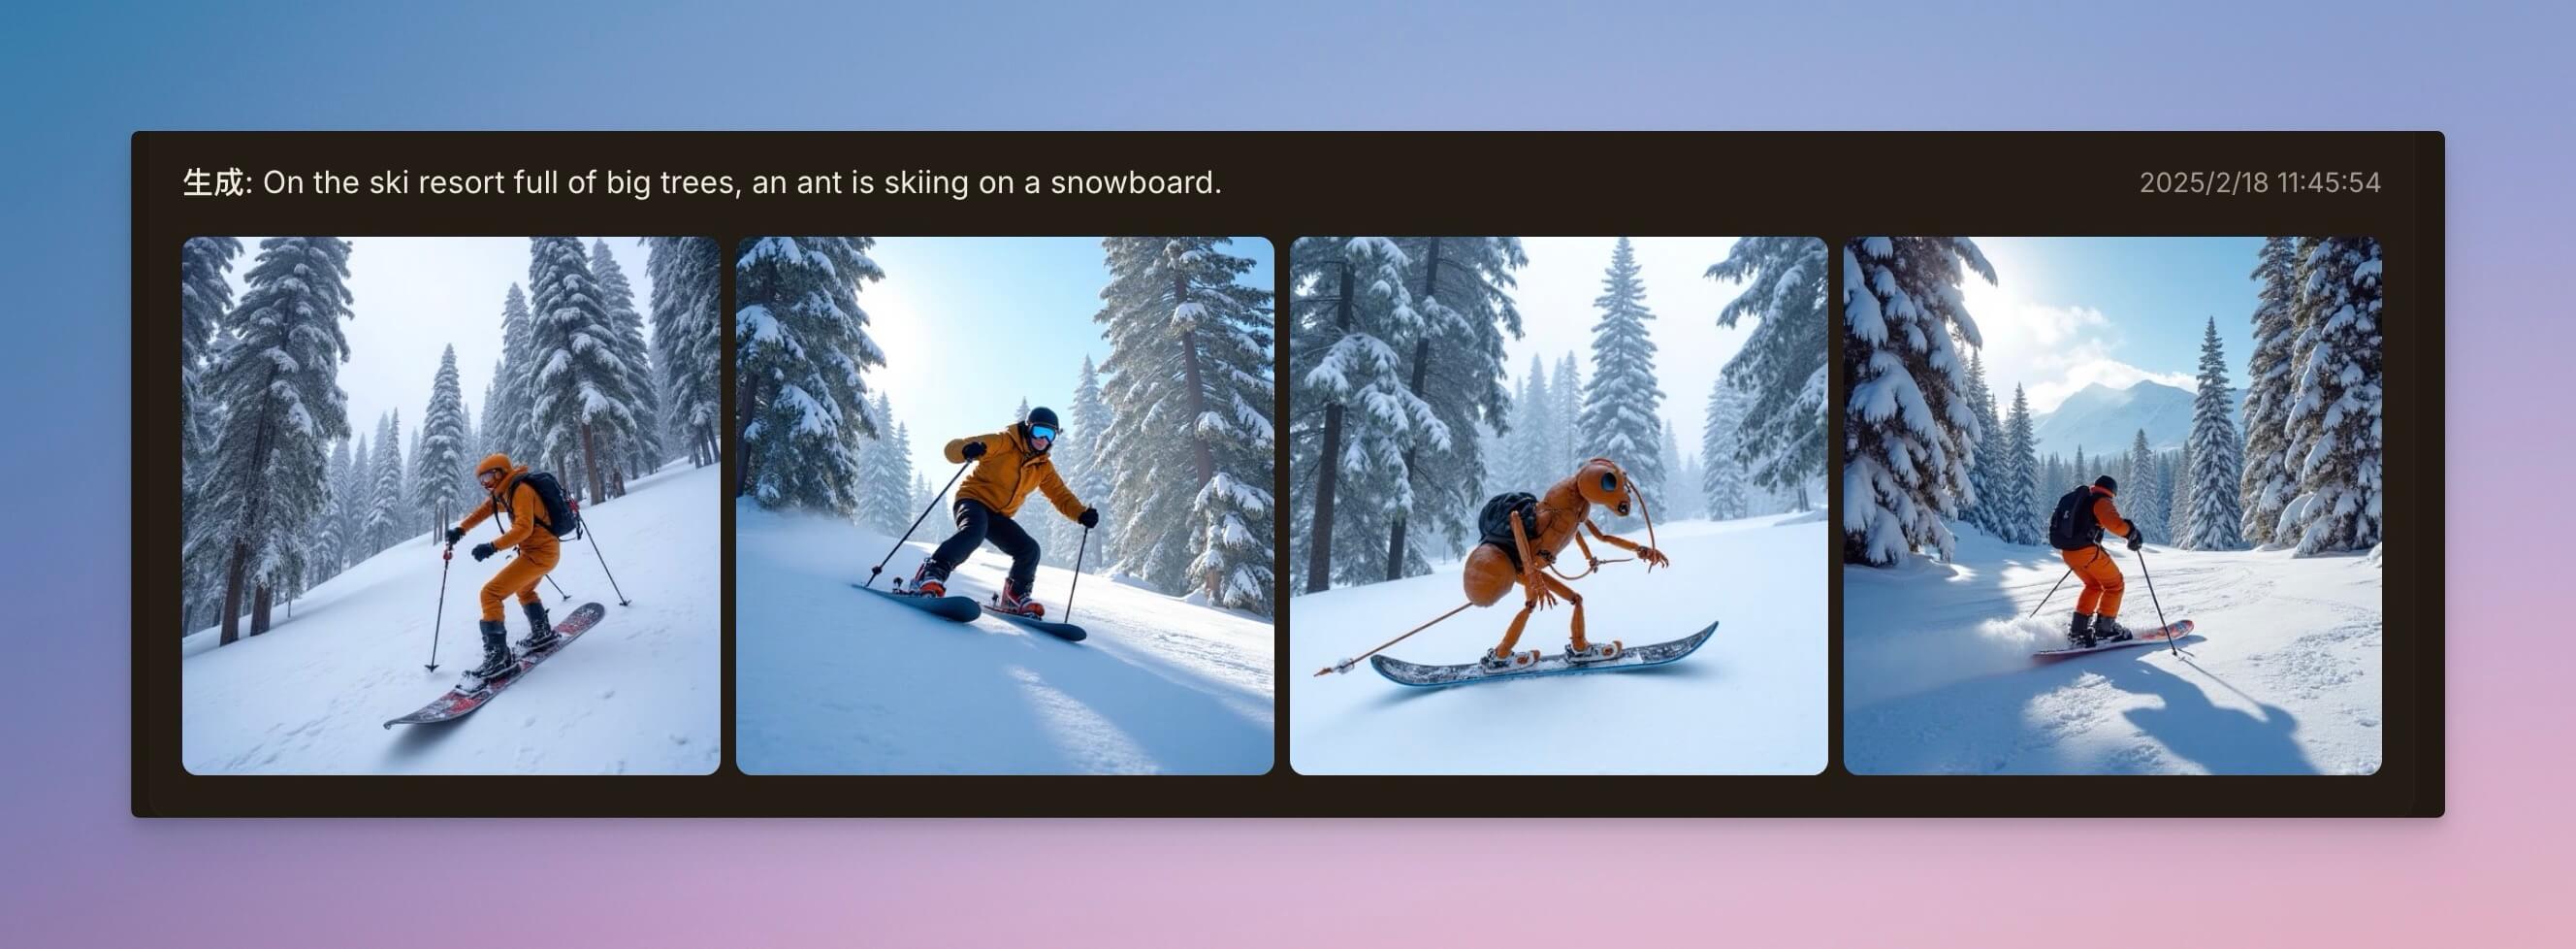 生成: On the ski resort full of big trees, an ant is skiing on a snowboard.
2025/2/18 11:45:54